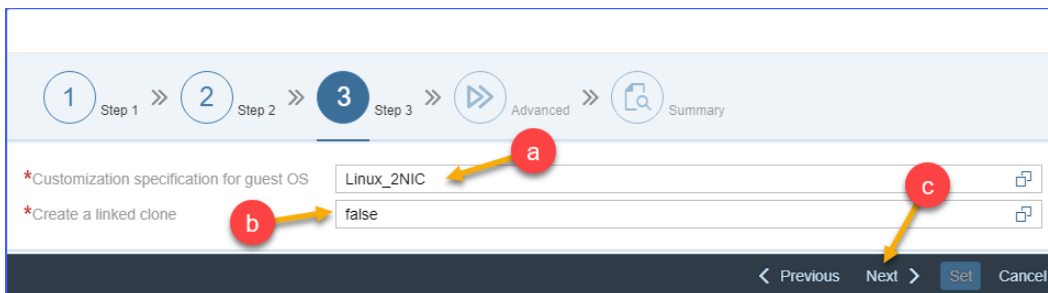 1 Step 1 2 Step 2 3 Step 3 Advanced Summary
a
*Customization specification for guest OS Linux_2NIC
c
*Create a linked clone false
b
Previous Next Set Cancel